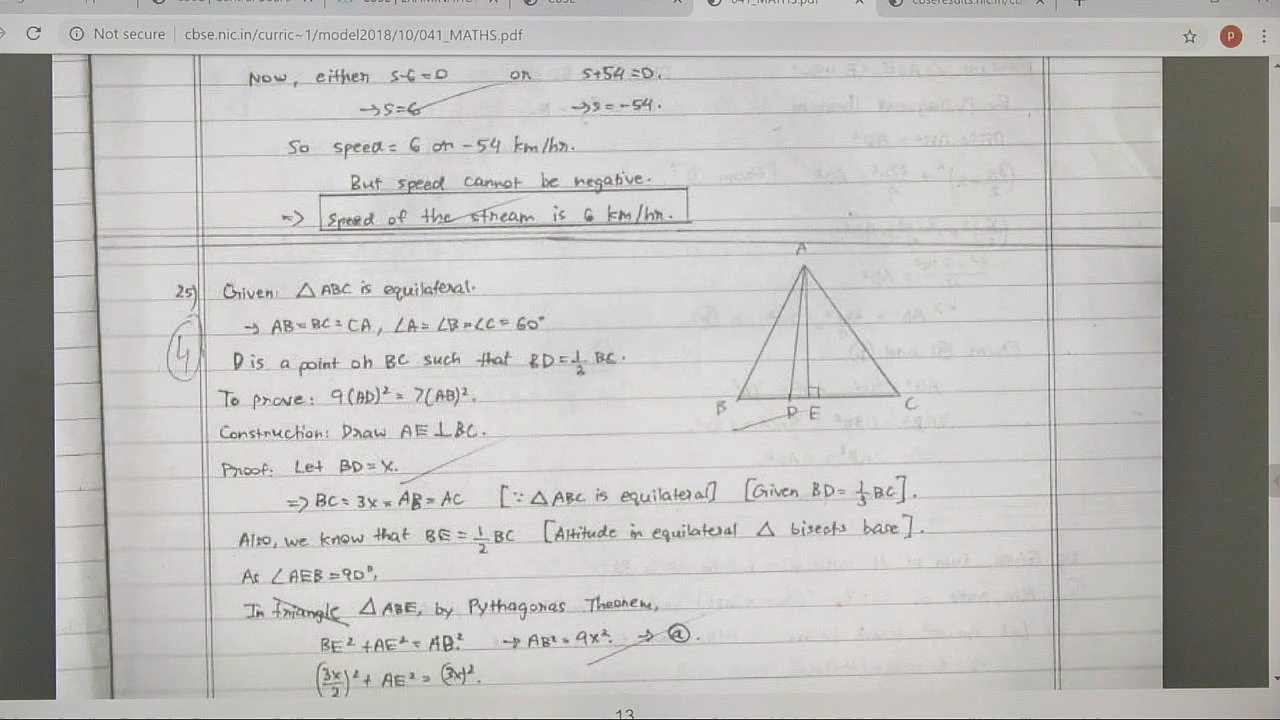 041_MATHS.pdf
Not secure | cbse.nic.in/curric~1/model2018/10/041_MATHS.pdf
P
Now, either s-6=0 or s+54=0.
→s=6 →s=-54.
So speed = 6 or -54 km/hr.
But speed cannot be negative.
=> Speed of the stream is 6 km/hr.
25) Given: △ ABC is equilateral.
→ AB=BC=CA, ∠A=∠B=∠C=60°
4
D is a point on BC such that BD=1/3 BC.
To prove: 9(AD)²=7(AB)².
Construction: Draw AE⊥BC.
Proof: Let BD=x.
=> BC=3x=AB=AC [∵ △ABC is equilateral] [Given BD=1/3 BC].
Also, we know that BE=1/2 BC [Altitude in equilateral △ bisects base].
As ∠AEB=90°,
In triangle △ABE, by Pythagoras Theorem,
BE²+AE²=AB². → AB²=9x². → ⓐ.
(3x/2)²+AE²=(3x)².
A
B D E C
13